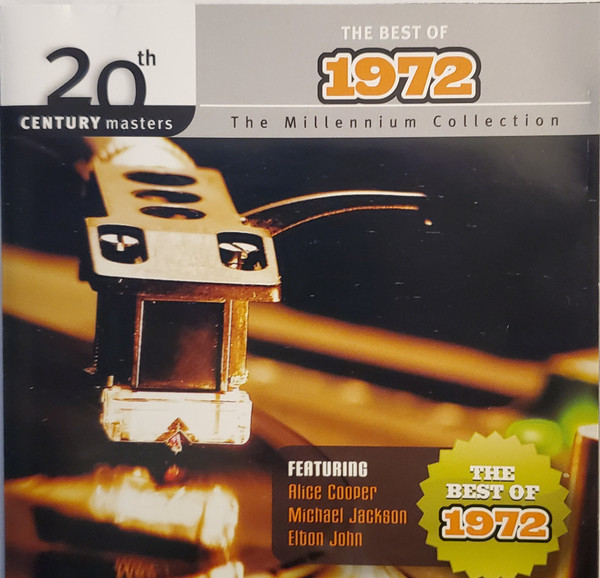 20th
CENTURY masters
THE BEST OF
1972
The Millennium Collection
FEATURING
Alice Cooper
Michael Jackson
Elton John
THE
BEST OF
1972